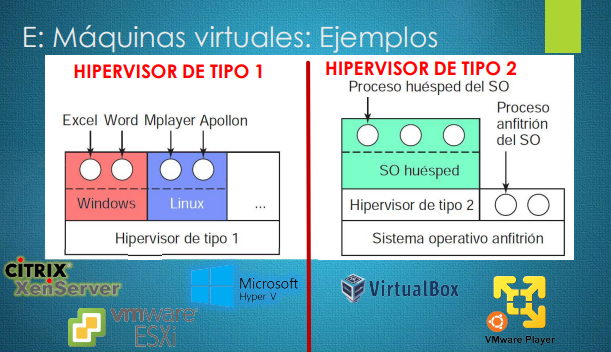 E: Máquinas virtuales: Ejemplos
HIPERVISOR DE TIPO 1
Excel Word Mplayer Apollon
Windows
Linux
...
Hipervisor de tipo 1
CITRIX
XenServer
Microsoft
Hyper V
vmware
ESXi
HIPERVISOR DE TIPO 2
Proceso huésped del SO
Proceso
anfitrión
del SO
SO huésped
Hipervisor de tipo 2
Sistema operativo anfitrión
VirtualBox
VMware Player